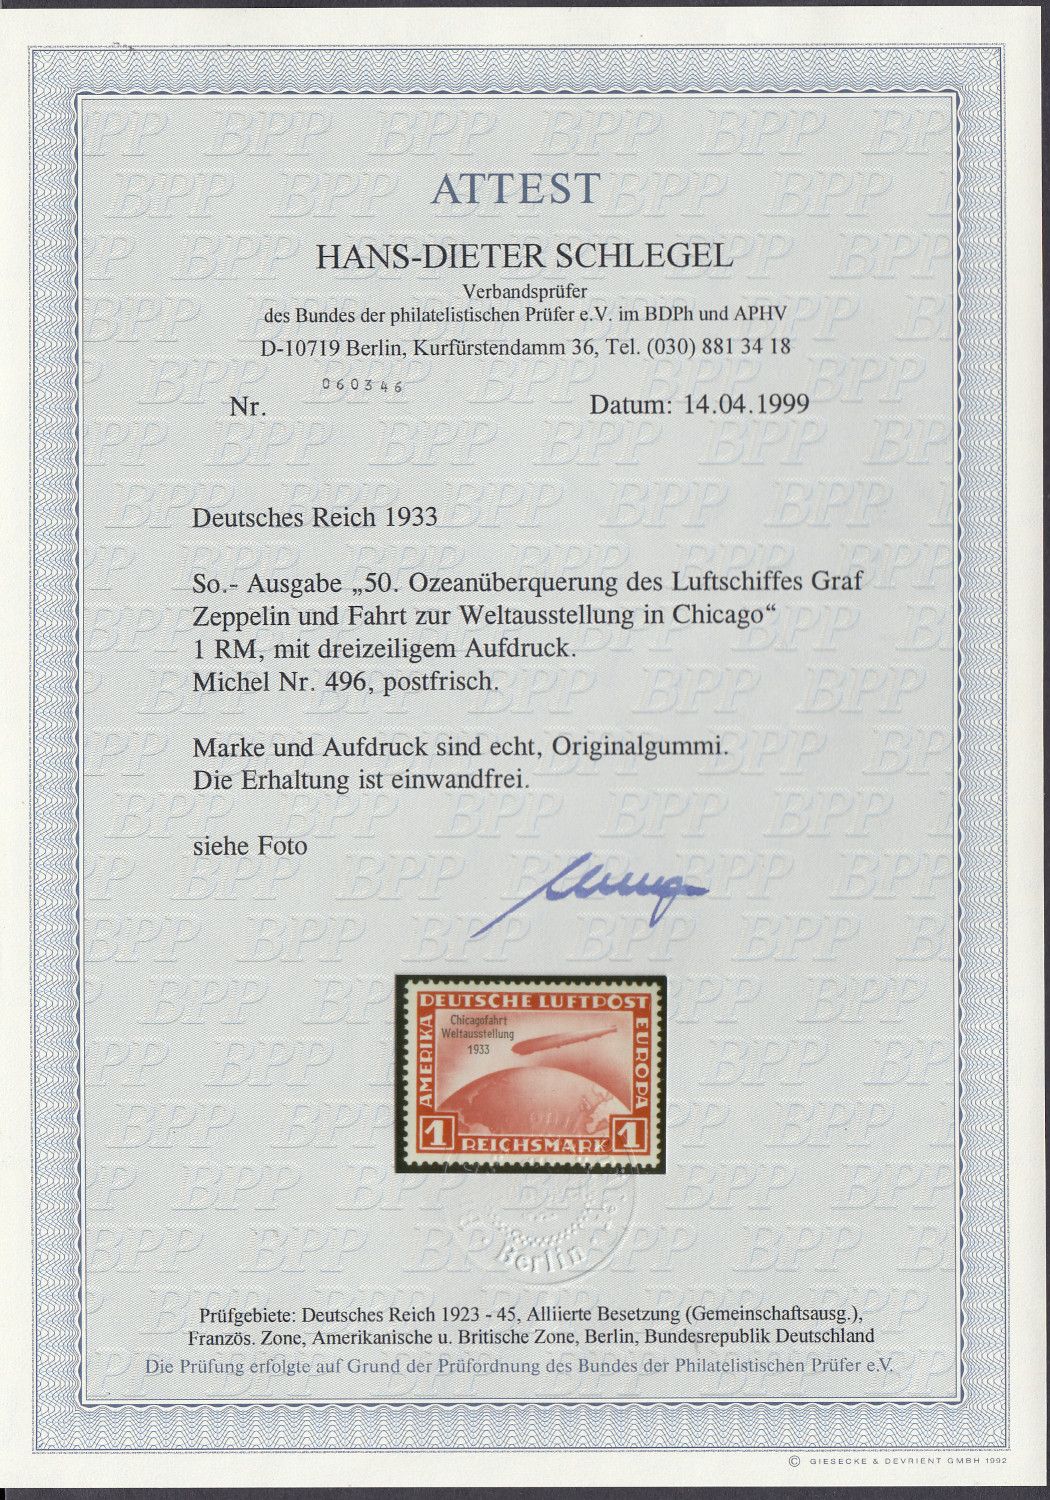 ATTEST
HANS-DIETER SCHLEGEL
Verbandsprüfer
des Bundes der philatelistischen Prüfer e.V. im BDPh und APHV
D-10719 Berlin, Kurfürstendamm 36, Tel. (030) 881 34 18
060346
Nr.
Datum: 14.04.1999
Deutsches Reich 1933
So.- Ausgabe „50. Ozeanüberquerung des Luftschiffes Graf
Zeppelin und Fahrt zur Weltausstellung in Chicago“
1 RM, mit dreizeiligem Aufdruck.
Michel Nr. 496, postfrisch.
Marke und Aufdruck sind echt, Originalgummi.
Die Erhaltung ist einwandfrei.
siehe Foto
DEUTSCHE LUFTPOST
Chicagofahrt
Weltausstellung
1933
AMERIKA
EUROPA
1 REICHSMARK 1
Berlin
Prüfgebiete: Deutsches Reich 1923 - 45, Alliierte Besetzung (Gemeinschaftsausg.),
Französ. Zone, Amerikanische u. Britische Zone, Berlin, Bundesrepublik Deutschland
Die Prüfung erfolgte auf Grund der Prüfordnung des Bundes der Philatelistischen Prüfer e.V.
© GIESECKE & DEVRIENT GMBH 1992